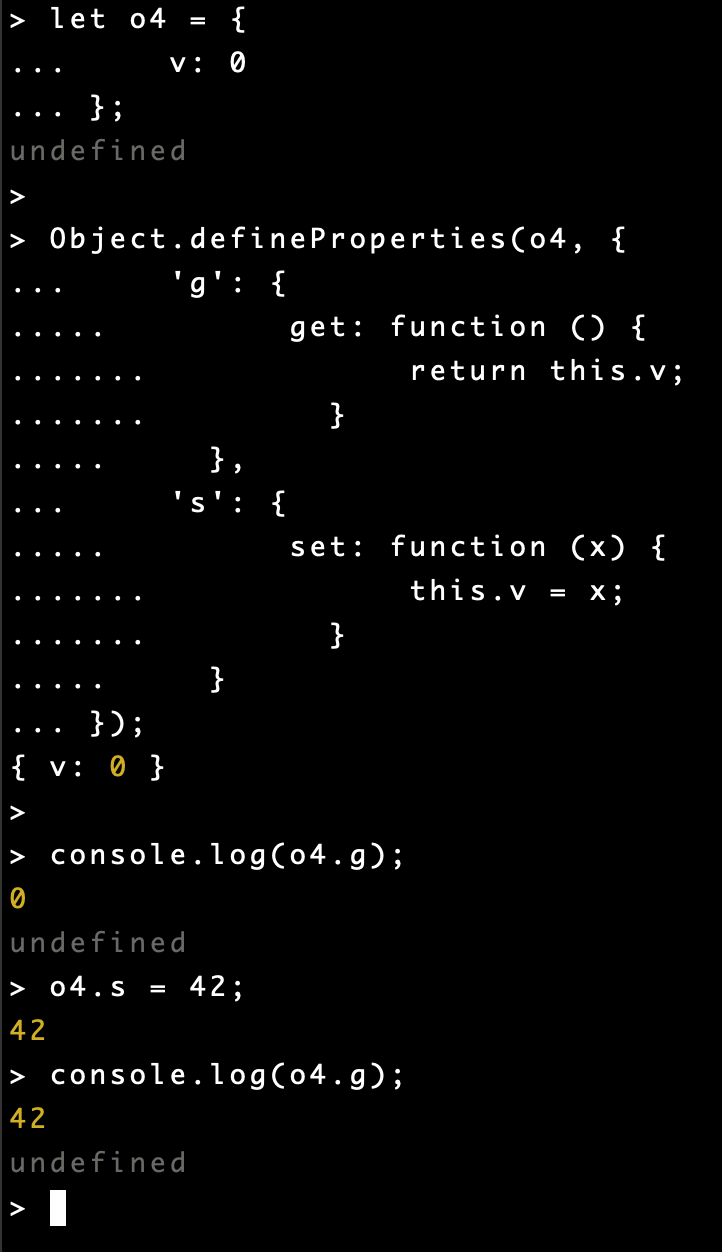 > let o4 = {
...     v: 0
... };
undefined
>
> Object.defineProperties(o4, {
...     'g': {
.....         get: function () {
.......             return this.v;
.......         }
.....     },
...     's': {
.....         set: function (x) {
.......             this.v = x;
.......         }
.....     }
... });
{ v: 0 }
>
> console.log(o4.g);
0
undefined
> o4.s = 42;
42
> console.log(o4.g);
42
undefined
>